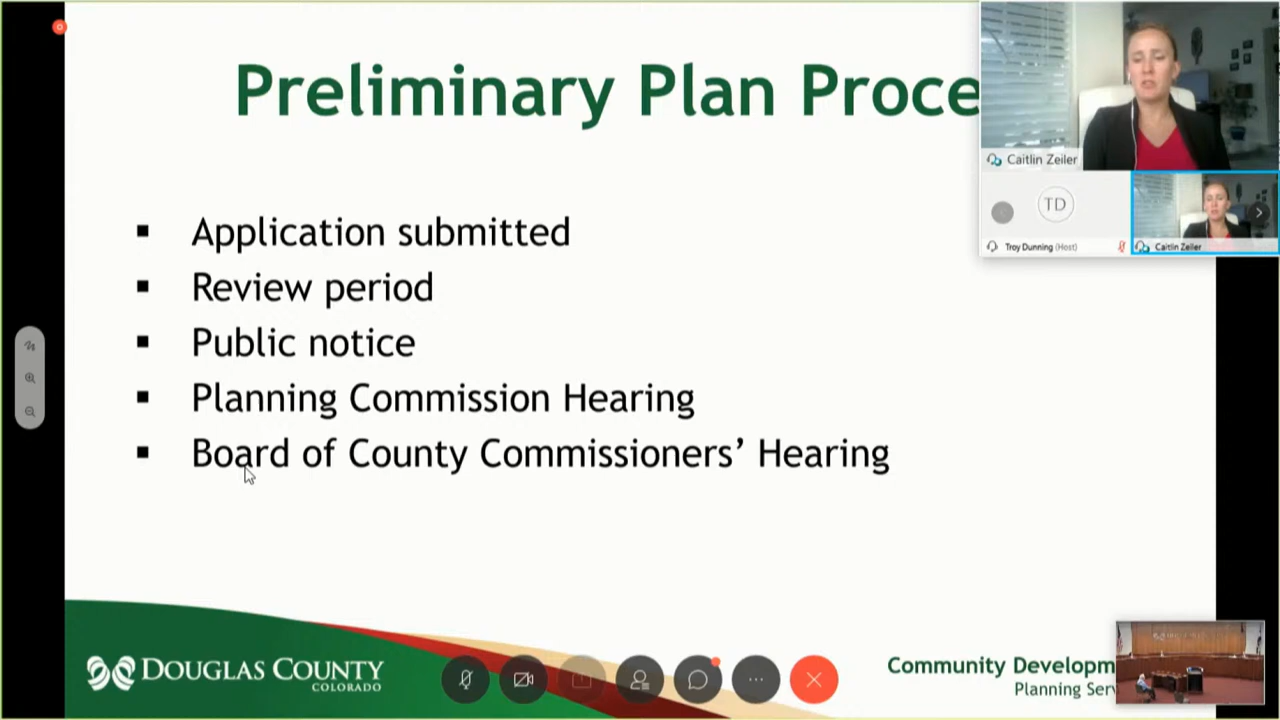 Preliminary Plan Proce
Application submitted
Review period
Public notice
Planning Commission Hearing
Board of County Commissioners’ Hearing
Caitlin Zeiler
TD
Troy Dunning (Host)
Caitlin Zeiler
DOUGLAS COUNTY
COLORADO
Community Developm
Planning Serv